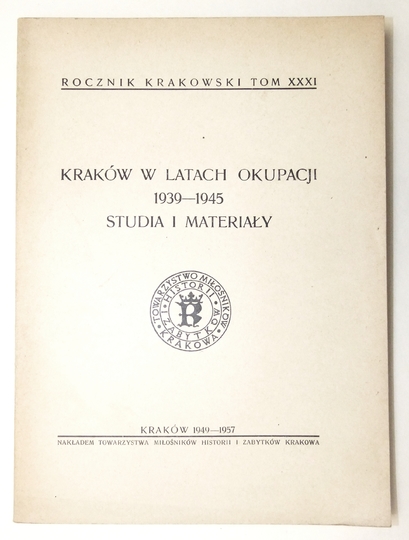 ROCZNIK KRAKOWSKI TOM XXXI
KRAKÓW W LATACH OKUPACJI
1939—1945
STUDIA I MATERIAŁY
TOWARZYSTWO MIŁOŚNIKÓW
HISTORII
I ZABYTKÓW
KRAKOWA
KRAKÓW 1949—1957
NAKŁADEM TOWARZYSTWA MIŁOŚNIKÓW HISTORII I ZABYTKÓW KRAKOWA